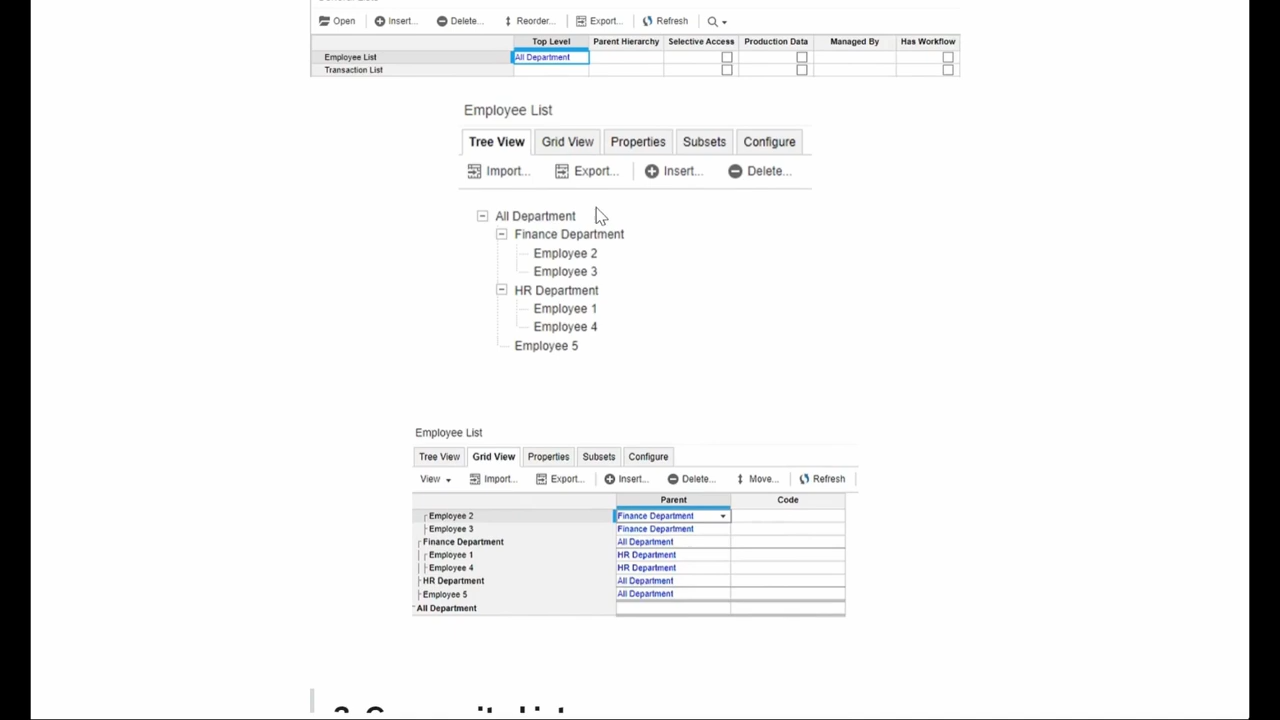 Open Insert... Delete... Reorder... Export... Refresh
Top Level Parent Hierarchy Selective Access Production Data Managed By Has Workflow
Employee List All Department
Transaction List
Employee List
Tree View Grid View Properties Subsets Configure
Import... Export... Insert... Delete...
All Department
Finance Department
Employee 2
Employee 3
HR Department
Employee 1
Employee 4
Employee 5
Employee List
Tree View Grid View Properties Subsets Configure
View Import... Export... Insert... Delete... Move... Refresh
Parent Code
Employee 2 Finance Department
Employee 3 Finance Department
Finance Department All Department
Employee 1 HR Department
Employee 4 HR Department
HR Department All Department
Employee 5 All Department
All Department